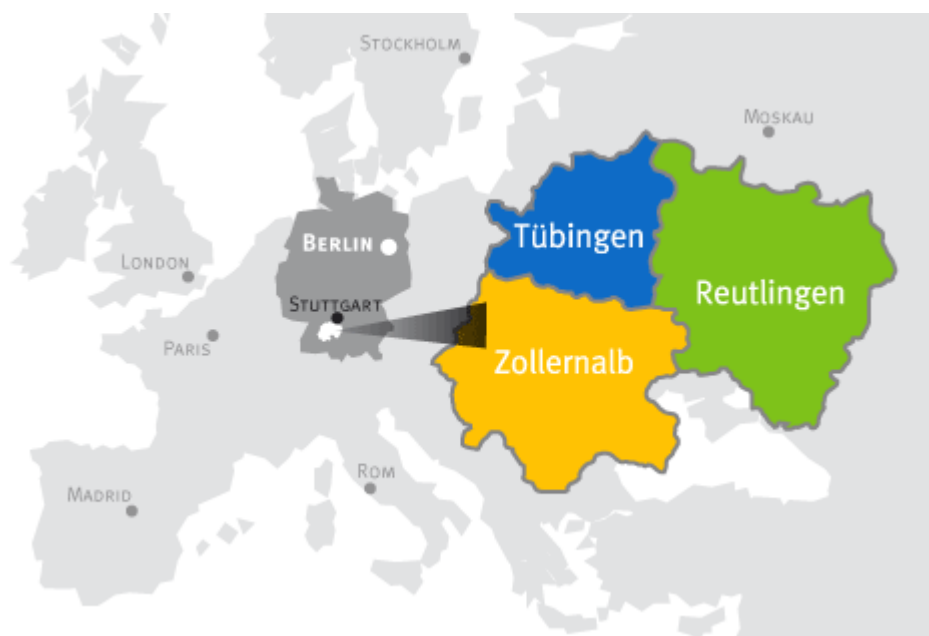 STOCKHOLM
MOSKAU
Tübingen
BERLIN
LONDON
Reutlingen
STUTTGART
PARIS
Zollernalb
ROM
MADRID